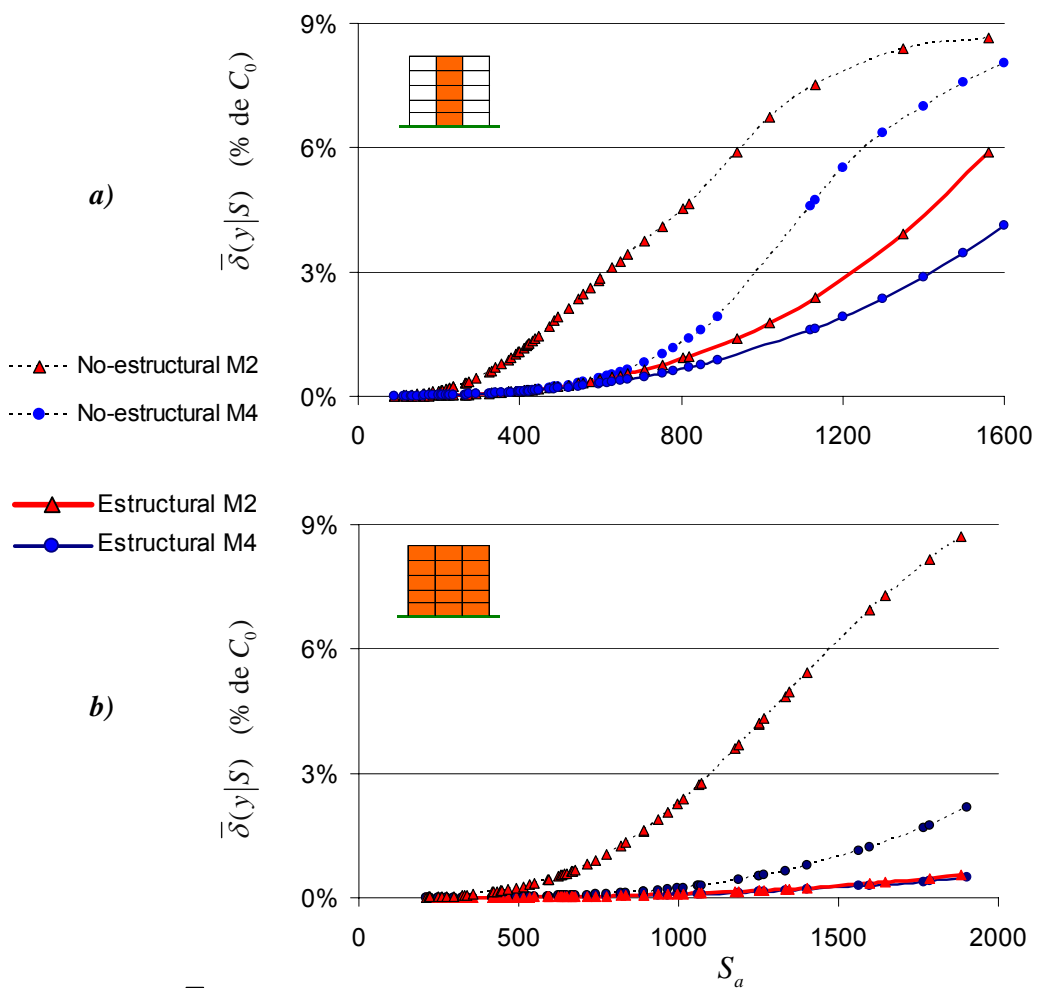 a)
δ̅(y|S) (% de C₀)
9%
6%
3%
0%
0 400 800 1200 1600
No-estructural M2
No-estructural M4
Estructural M2
Estructural M4
b)
δ̅(y|S) (% de C₀)
9%
6%
3%
0%
0 500 1000 1500 2000
Sₐ